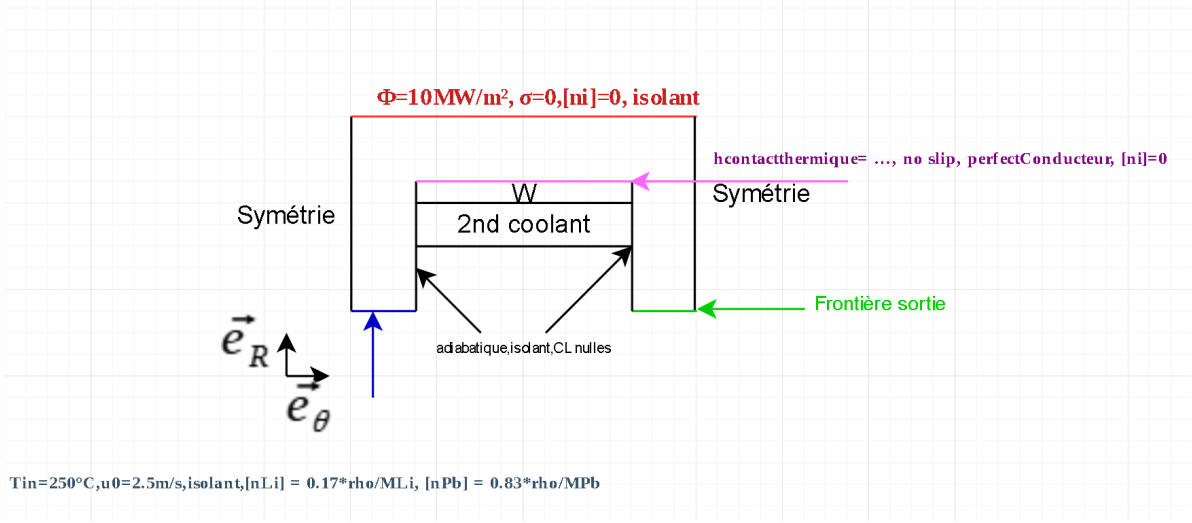 Φ=10MW/m², σ=0,[ni]=0, isolant
hcontactthermique= ..., no slip, perfectConducteur, [ni]=0
W
Symétrie
Symétrie
2nd coolant
Frontière sortie
adiabatique,isolant,CL nulles
e R
e θ
Tin=250°C,u0=2.5m/s,isolant,[nLi] = 0.17*rho/MLi, [nPb] = 0.83*rho/MPb